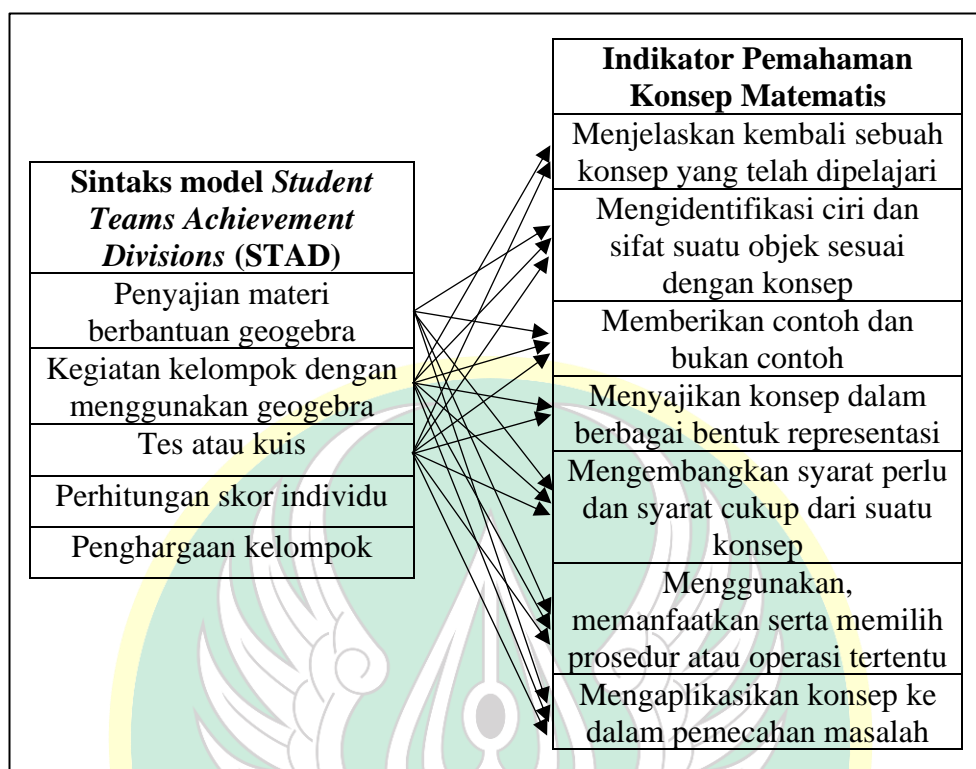 Sintaks model Student
Teams Achievement
Divisions (STAD)
Penyajian materi
berbantuan geogebra
Kegiatan kelompok dengan
menggunakan geogebra
Tes atau kuis
Perhitungan skor individu
Penghargaan kelompok
Indikator Pemahaman
Konsep Matematis
Menjelaskan kembali sebuah
konsep yang telah dipelajari
Mengidentifikasi ciri dan
sifat suatu objek sesuai
dengan konsep
Memberikan contoh dan
bukan contoh
Menyajikan konsep dalam
berbagai bentuk representasi
Mengembangkan syarat perlu
dan syarat cukup dari suatu
konsep
Menggunakan,
memanfaatkan serta memilih
prosedur atau operasi tertentu
Mengaplikasikan konsep ke
dalam pemecahan masalah